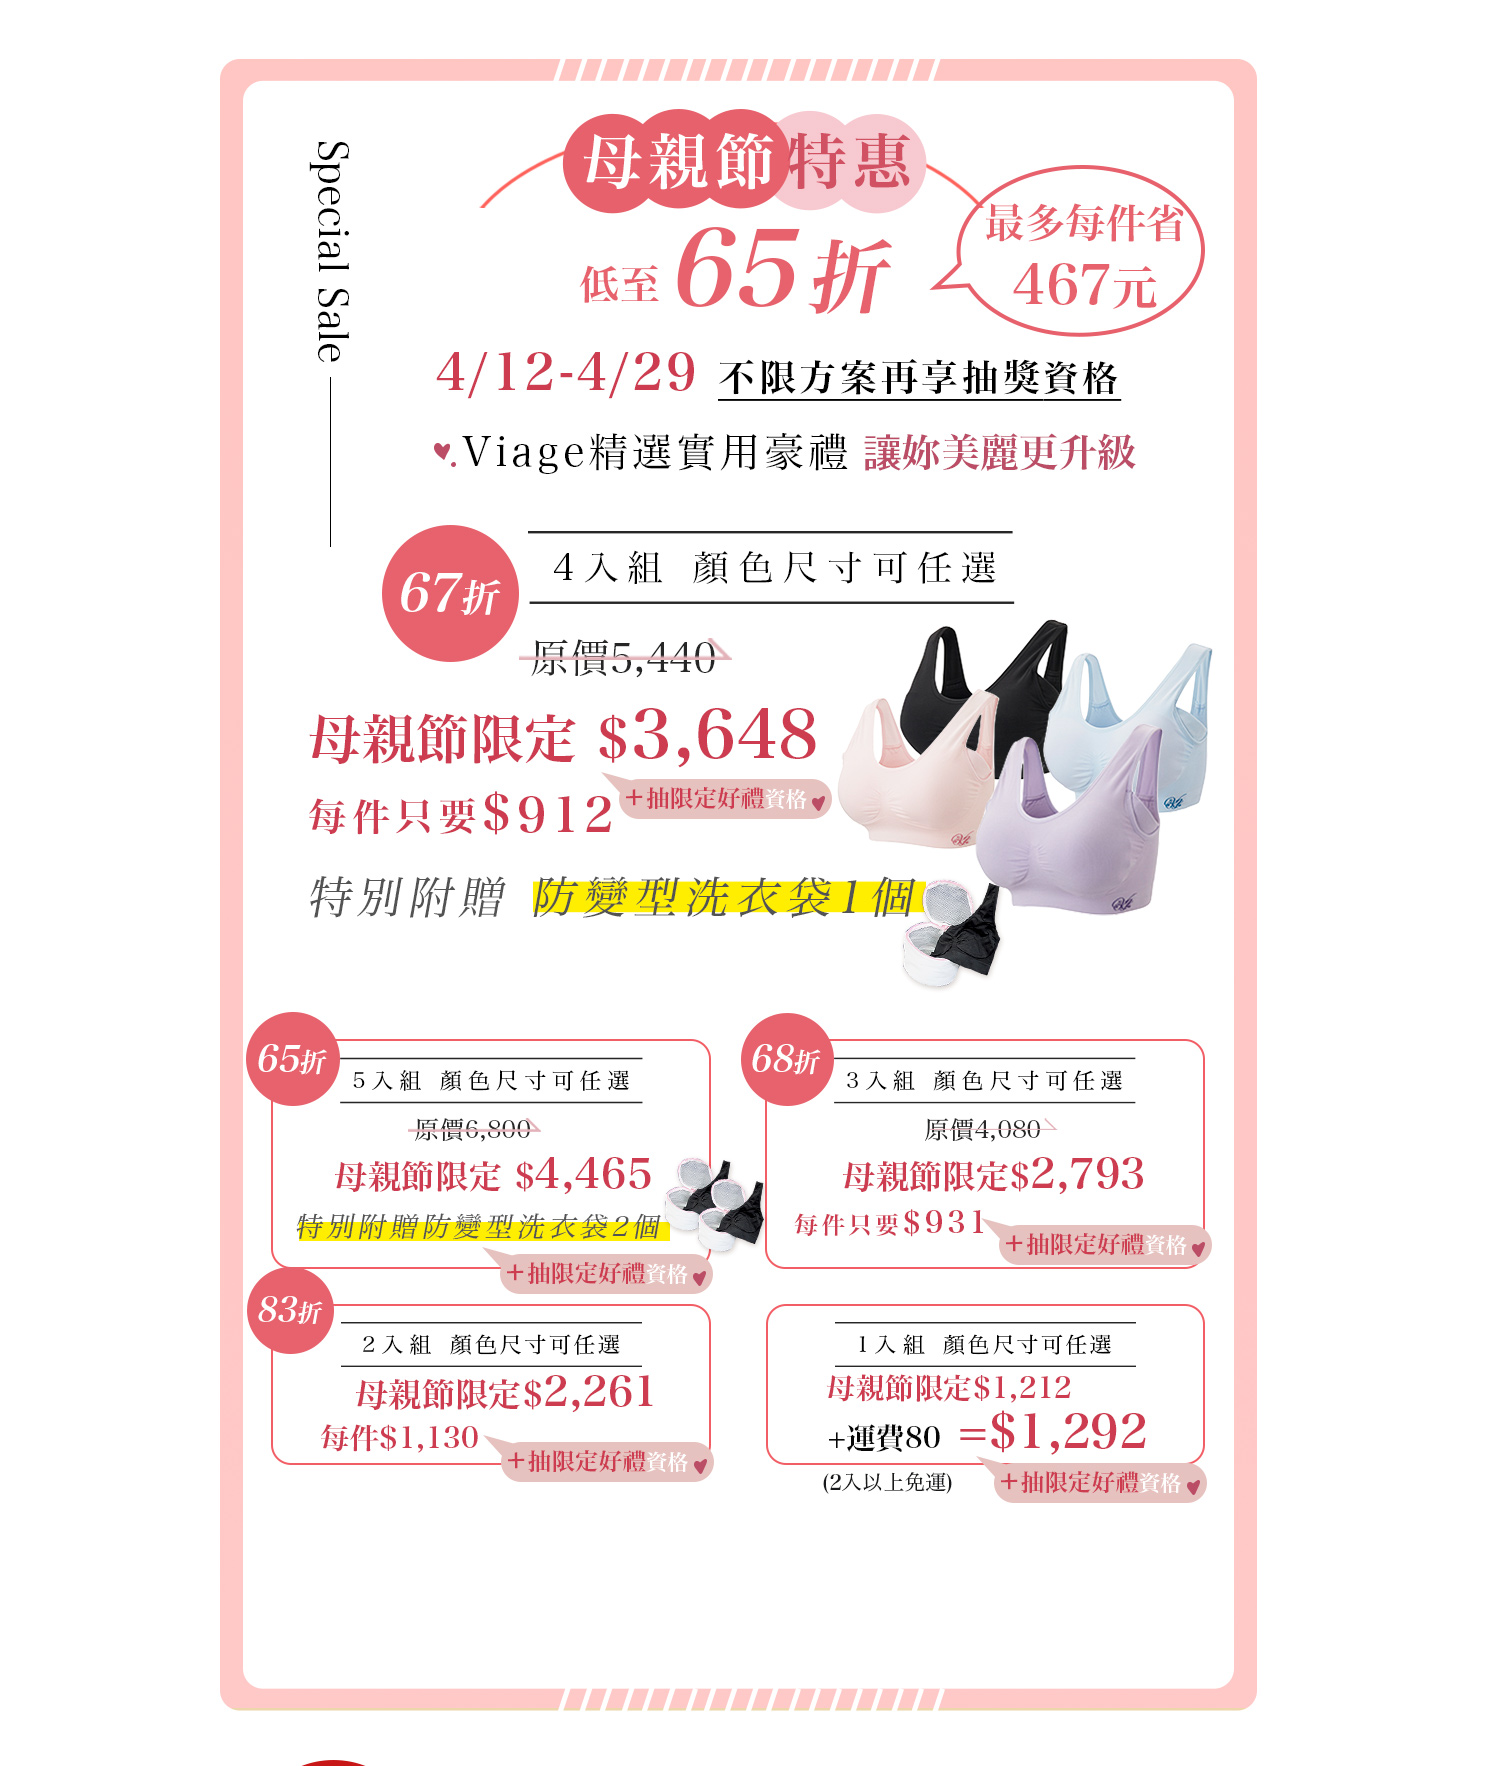 Special Sale
母親節特惠
低至65折
最多每件省
467元
4/12-4/29 不限方案再享抽獎資格
Viage精選實用豪禮 讓妳美麗更升級
67折
4入組 顏色尺寸可任選
原價5,440
母親節限定 $3,648
每件只要$912
+抽限定好禮資格
特別附贈 防變型洗衣袋1個
65折
5入組 顏色尺寸可任選
原價6,800
母親節限定 $4,465
特別附贈防變型洗衣袋2個
+抽限定好禮資格
68折
3入組 顏色尺寸可任選
原價4,080
母親節限定$2,793
每件只要$931
+抽限定好禮資格
83折
2入組 顏色尺寸可任選
母親節限定$2,261
每件$1,130
+抽限定好禮資格
1入組 顏色尺寸可任選
母親節限定$1,212
+運費80 =$1,292
(2入以上免運)
+抽限定好禮資格